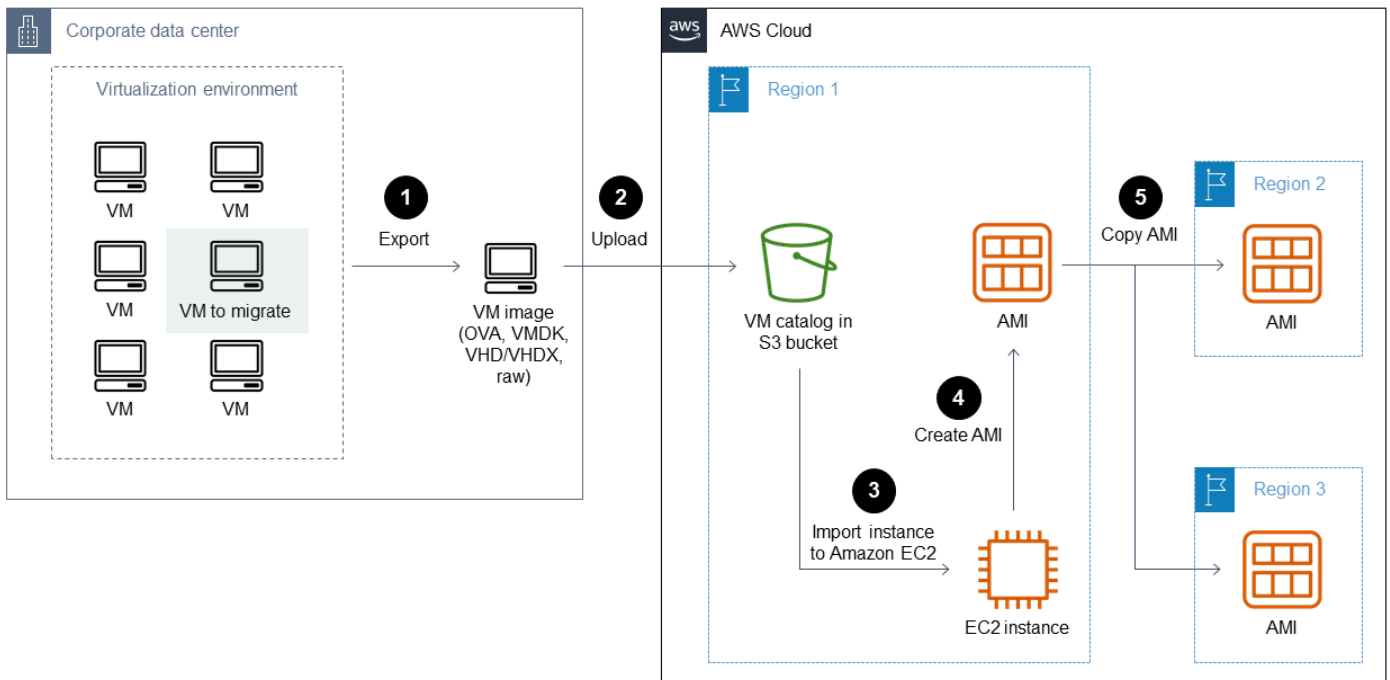 Corporate data center
Virtualization environment
VM
VM
VM
VM to migrate
VM
VM
1
Export
VM image
(OVA, VMDK,
VHD/VHDX,
raw)
2
Upload
aws
AWS Cloud
Region 1
VM catalog in
S3 bucket
3
Import instance
to Amazon EC2
EC2 instance
4
Create AMI
AMI
5
Copy AMI
Region 2
AMI
Region 3
AMI